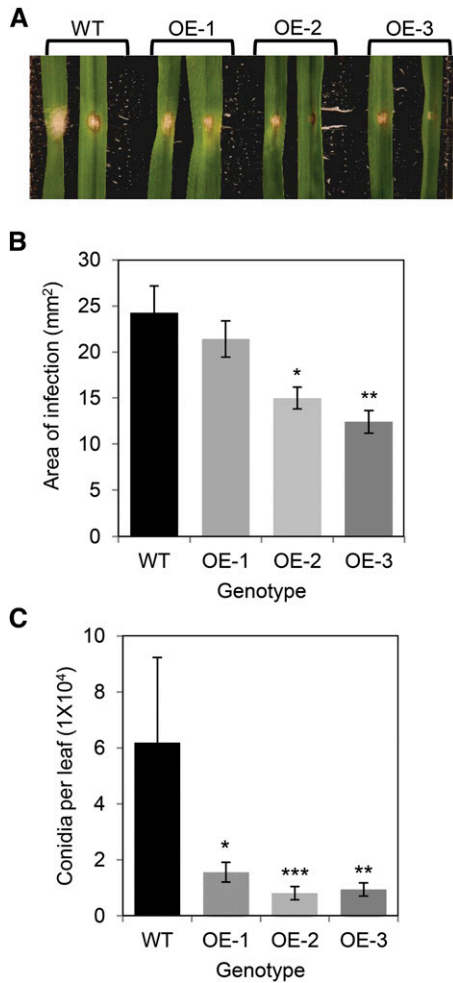 A
WT OE-1 OE-2 OE-3
B
Area of infection (mm²)
30
25
20
15
10
5
0
*
**
WT OE-1 OE-2 OE-3
Genotype
C
Conidia per leaf (1X10⁴)
10
8
6
4
2
0
*
***
**
WT OE-1 OE-2 OE-3
Genotype